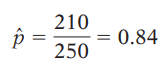 p̂ = 210/250 = 0.84